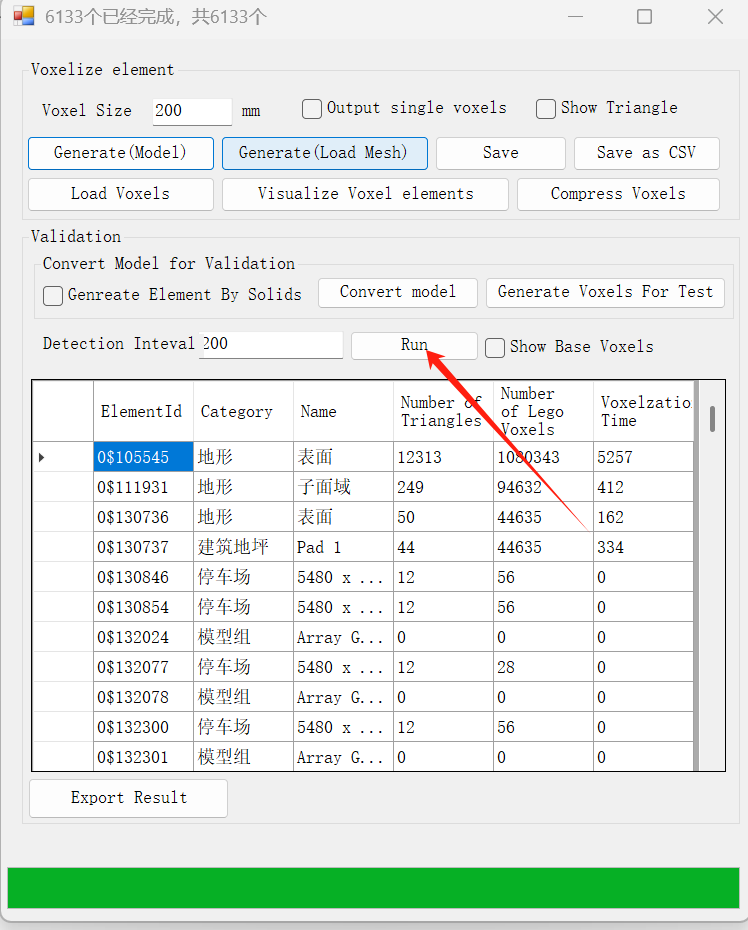 6133个已经完成，共6133个
Voxelize element
Voxel Size 200 mm Output single voxels Show Triangle
Generate(Model) Generate(Load Mesh) Save Save as CSV
Load Voxels Visualize Voxel elements Compress Voxels
Validation
Convert Model for Validation
Genreate Element By Solids Convert model Generate Voxels For Test
Detection Inteval 200 Run Show Base Voxels
ElementId Category Name Number of Triangles Number of Lego Voxels Voxelzatio Time
0$105545 地形 表面 12313 1080343 5257
0$111931 地形 子面域 249 94632 412
0$130736 地形 表面 50 44635 162
0$130737 建筑地坪 Pad 1 44 44635 334
0$130846 停车场 5480 x ... 12 56 0
0$130854 停车场 5480 x ... 12 56 0
0$132024 模型组 Array G... 0 0 0
0$132077 停车场 5480 x ... 12 28 0
0$132078 模型组 Array G... 0 0 0
0$132300 停车场 5480 x ... 12 56 0
0$132301 模型组 Array G... 0 0 0
Export Result